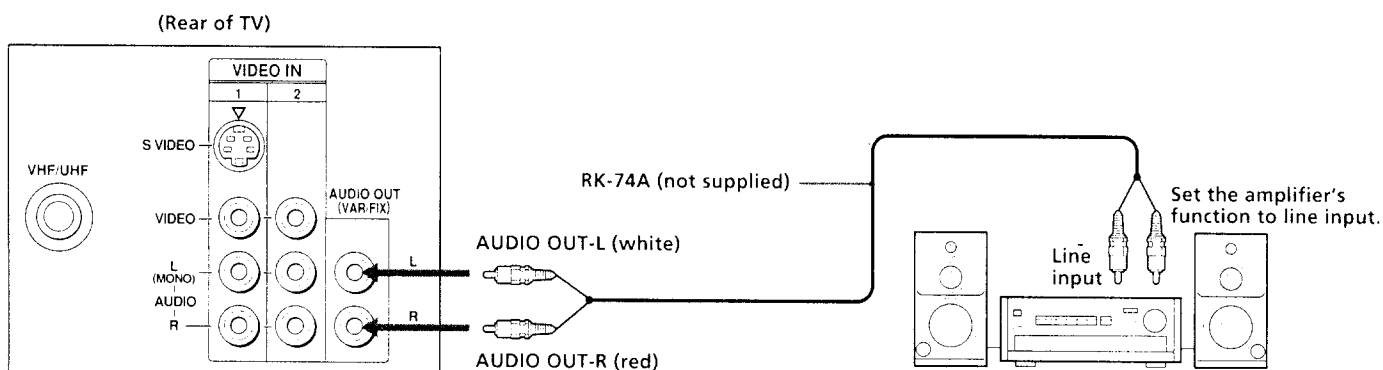 (Rear of TV)
VIDEO IN
1 2
S VIDEO
VHF/UHF
AUDIO OUT
(VAR/FIX)
VIDEO
L
(MONO)
AUDIO
R
L
R
AUDIO OUT-L (white)
AUDIO OUT-R (red)
RK-74A (not supplied)
Line
input
Set the amplifier's
function to line input.